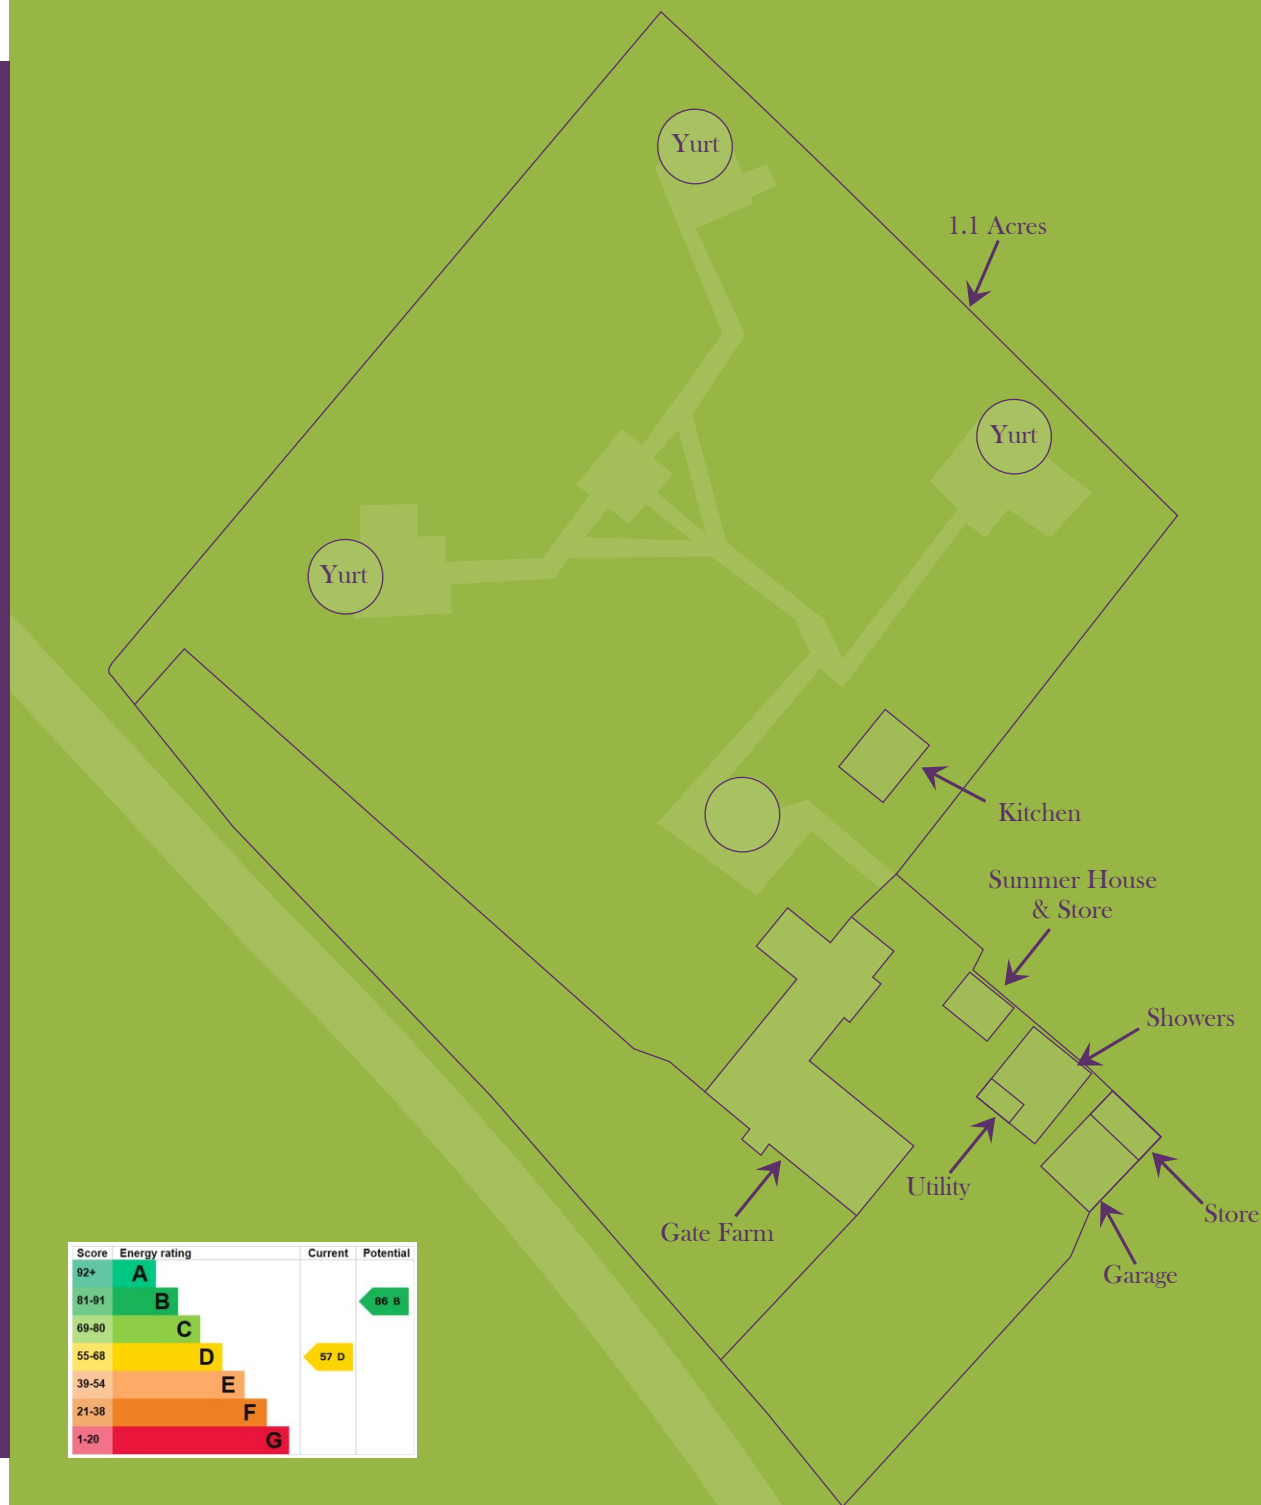 Yurt
1.1 Acres
Yurt
Yurt
Kitchen
Summer House
& Store
Showers
Utility
Store
Gate Farm
Garage
Score Energy rating Current Potential
92+ A
81-91 B 86 B
69-80 C
55-68 D 57 D
39-54 E
21-38 F
1-20 G